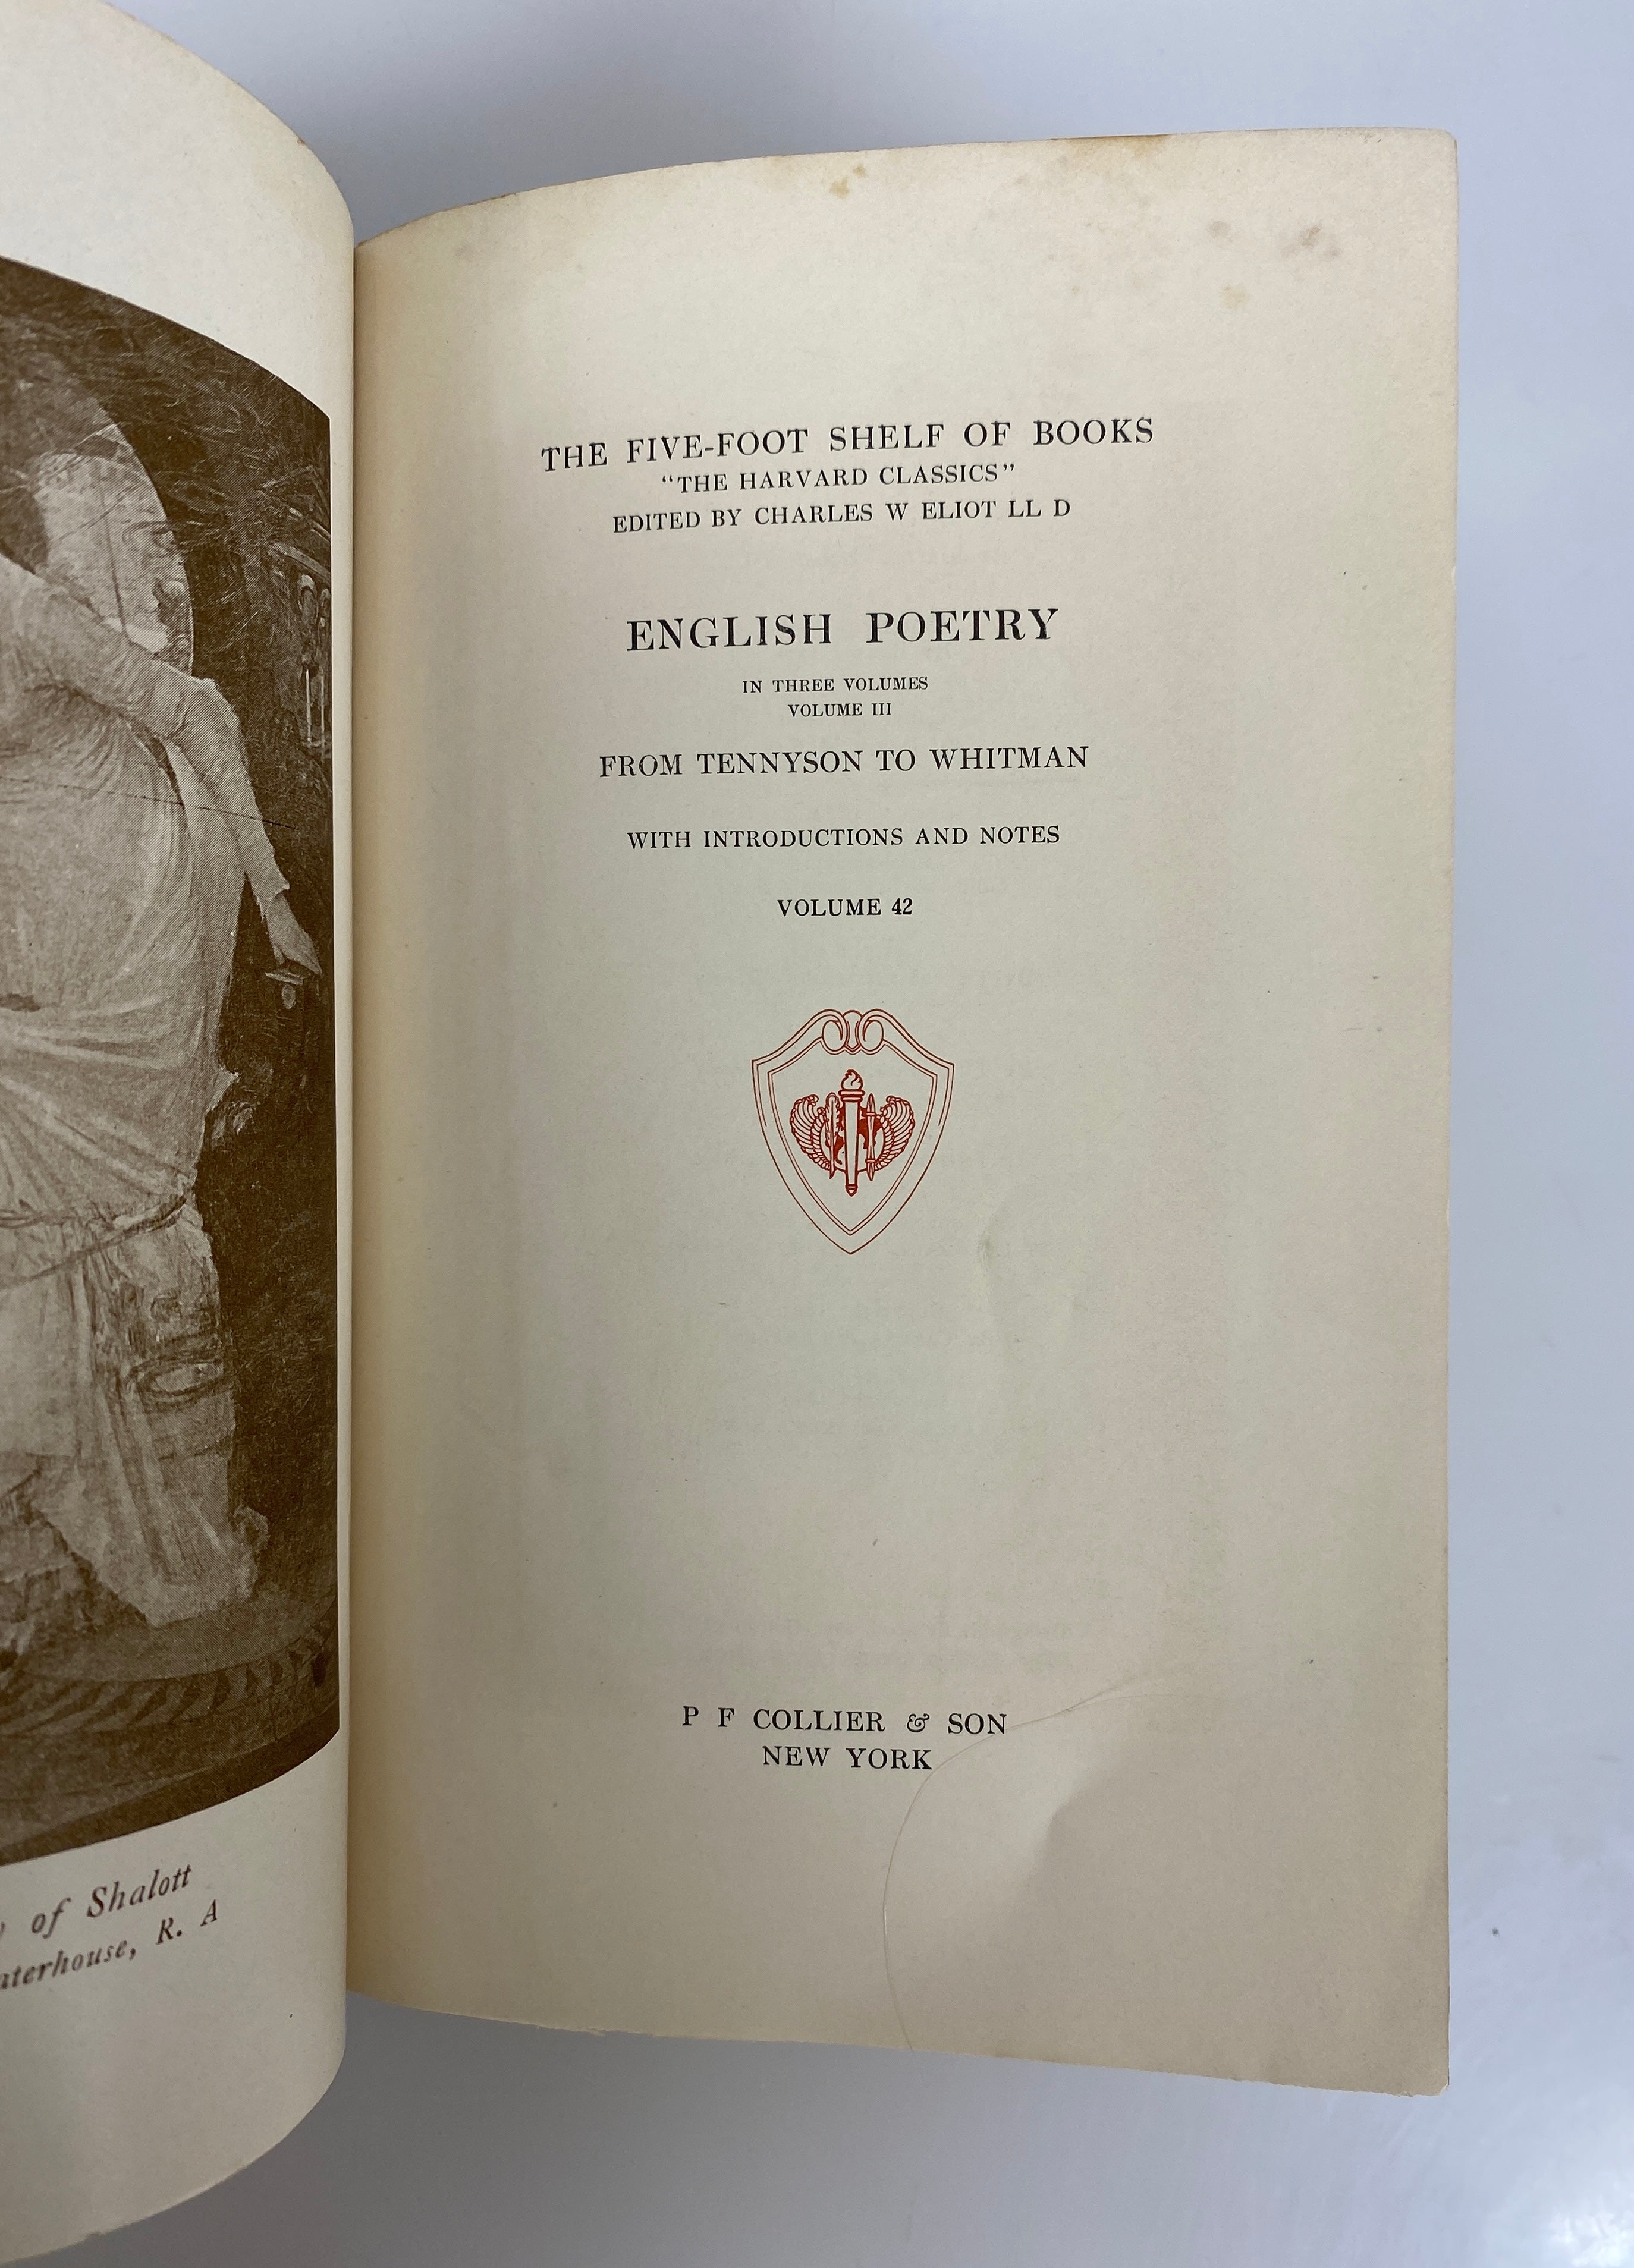 of Shalott
R. A
THE FIVE-FOOT SHELF OF BOOKS
"THE HARVARD CLASSICS"
EDITED BY CHARLES W ELIOT LL D
ENGLISH POETRY
IN THREE VOLUMES
VOLUME III
FROM TENNYSON TO WHITMAN
WITH INTRODUCTIONS AND NOTES
VOLUME 42
P F COLLIER & SON
NEW YORK